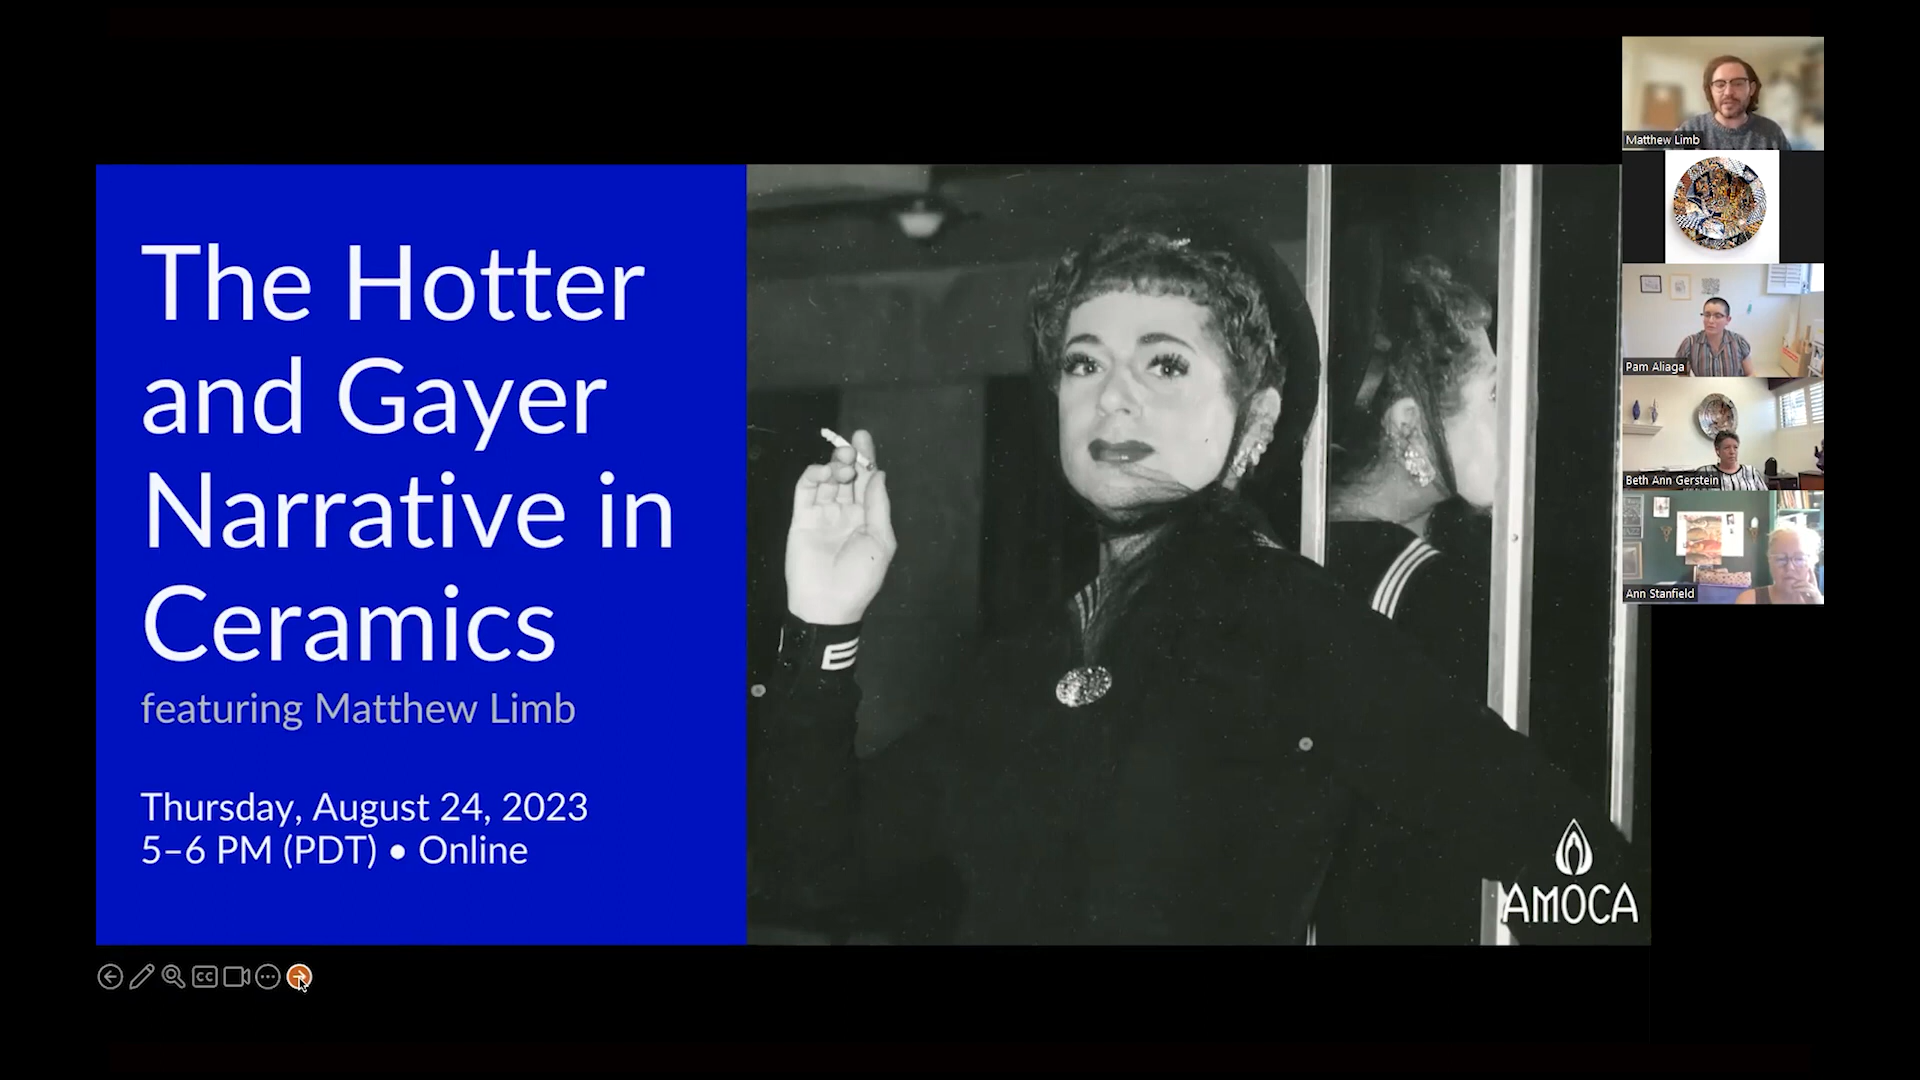 The Hotter
and Gayer
Narrative in
Ceramics
featuring Matthew Limb
Thursday, August 24, 2023
5–6 PM (PDT) • Online
AMOCA
Matthew Limb
Pam Aliaga
Beth Ann Gerstein
Ann Stanfield
CC